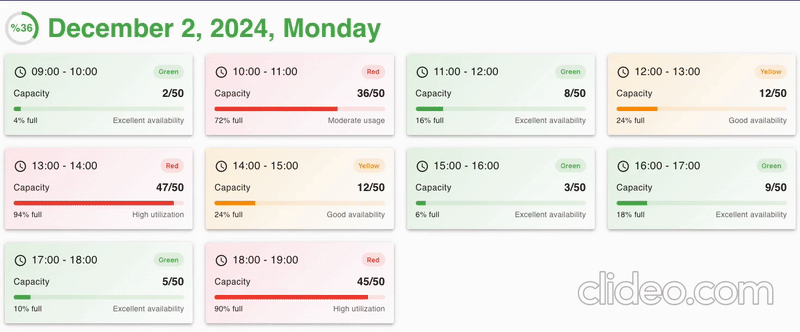 %36 December 2, 2024, Monday
09:00 - 10:00 Green
Capacity 2/50
4% full Excellent availability
10:00 - 11:00 Red
Capacity 36/50
72% full Moderate usage
11:00 - 12:00 Green
Capacity 8/50
16% full Excellent availability
12:00 - 13:00 Yellow
Capacity 12/50
24% full Good availability
13:00 - 14:00 Red
Capacity 47/50
94% full High utilization
14:00 - 15:00 Yellow
Capacity 12/50
24% full Good availability
15:00 - 16:00 Green
Capacity 3/50
6% full Excellent availability
16:00 - 17:00 Green
Capacity 9/50
18% full Excellent availability
17:00 - 18:00 Green
Capacity 5/50
10% full Excellent availability
18:00 - 19:00 Red
Capacity 45/50
90% full High utilization
clideo.com